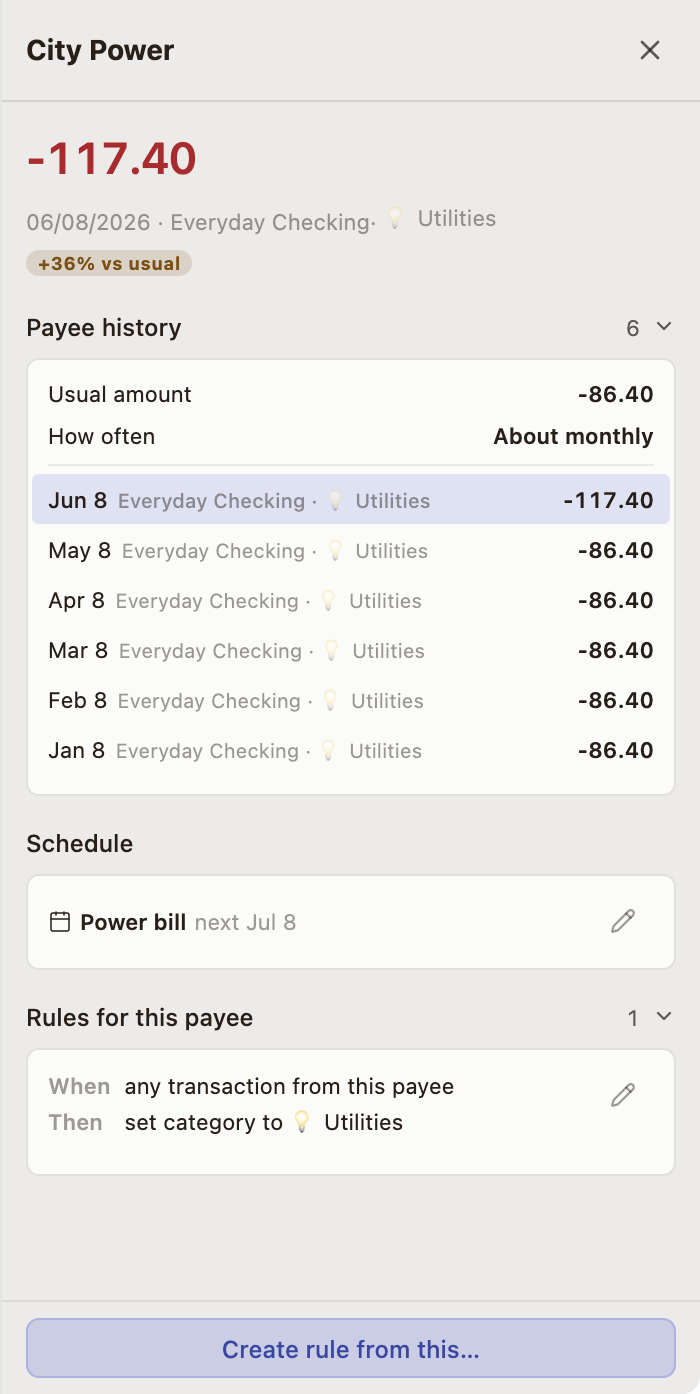 City Power
-117.40
06/08/2026 · Everyday Checking· 💡 Utilities
+36% vs usual
Payee history 6
Usual amount -86.40
How often About monthly
Jun 8 Everyday Checking · 💡 Utilities -117.40
May 8 Everyday Checking · 💡 Utilities -86.40
Apr 8 Everyday Checking · 💡 Utilities -86.40
Mar 8 Everyday Checking · 💡 Utilities -86.40
Feb 8 Everyday Checking · 💡 Utilities -86.40
Jan 8 Everyday Checking · 💡 Utilities -86.40
Schedule
Power bill next Jul 8
Rules for this payee 1
When any transaction from this payee
Then set category to 💡 Utilities
Create rule from this...